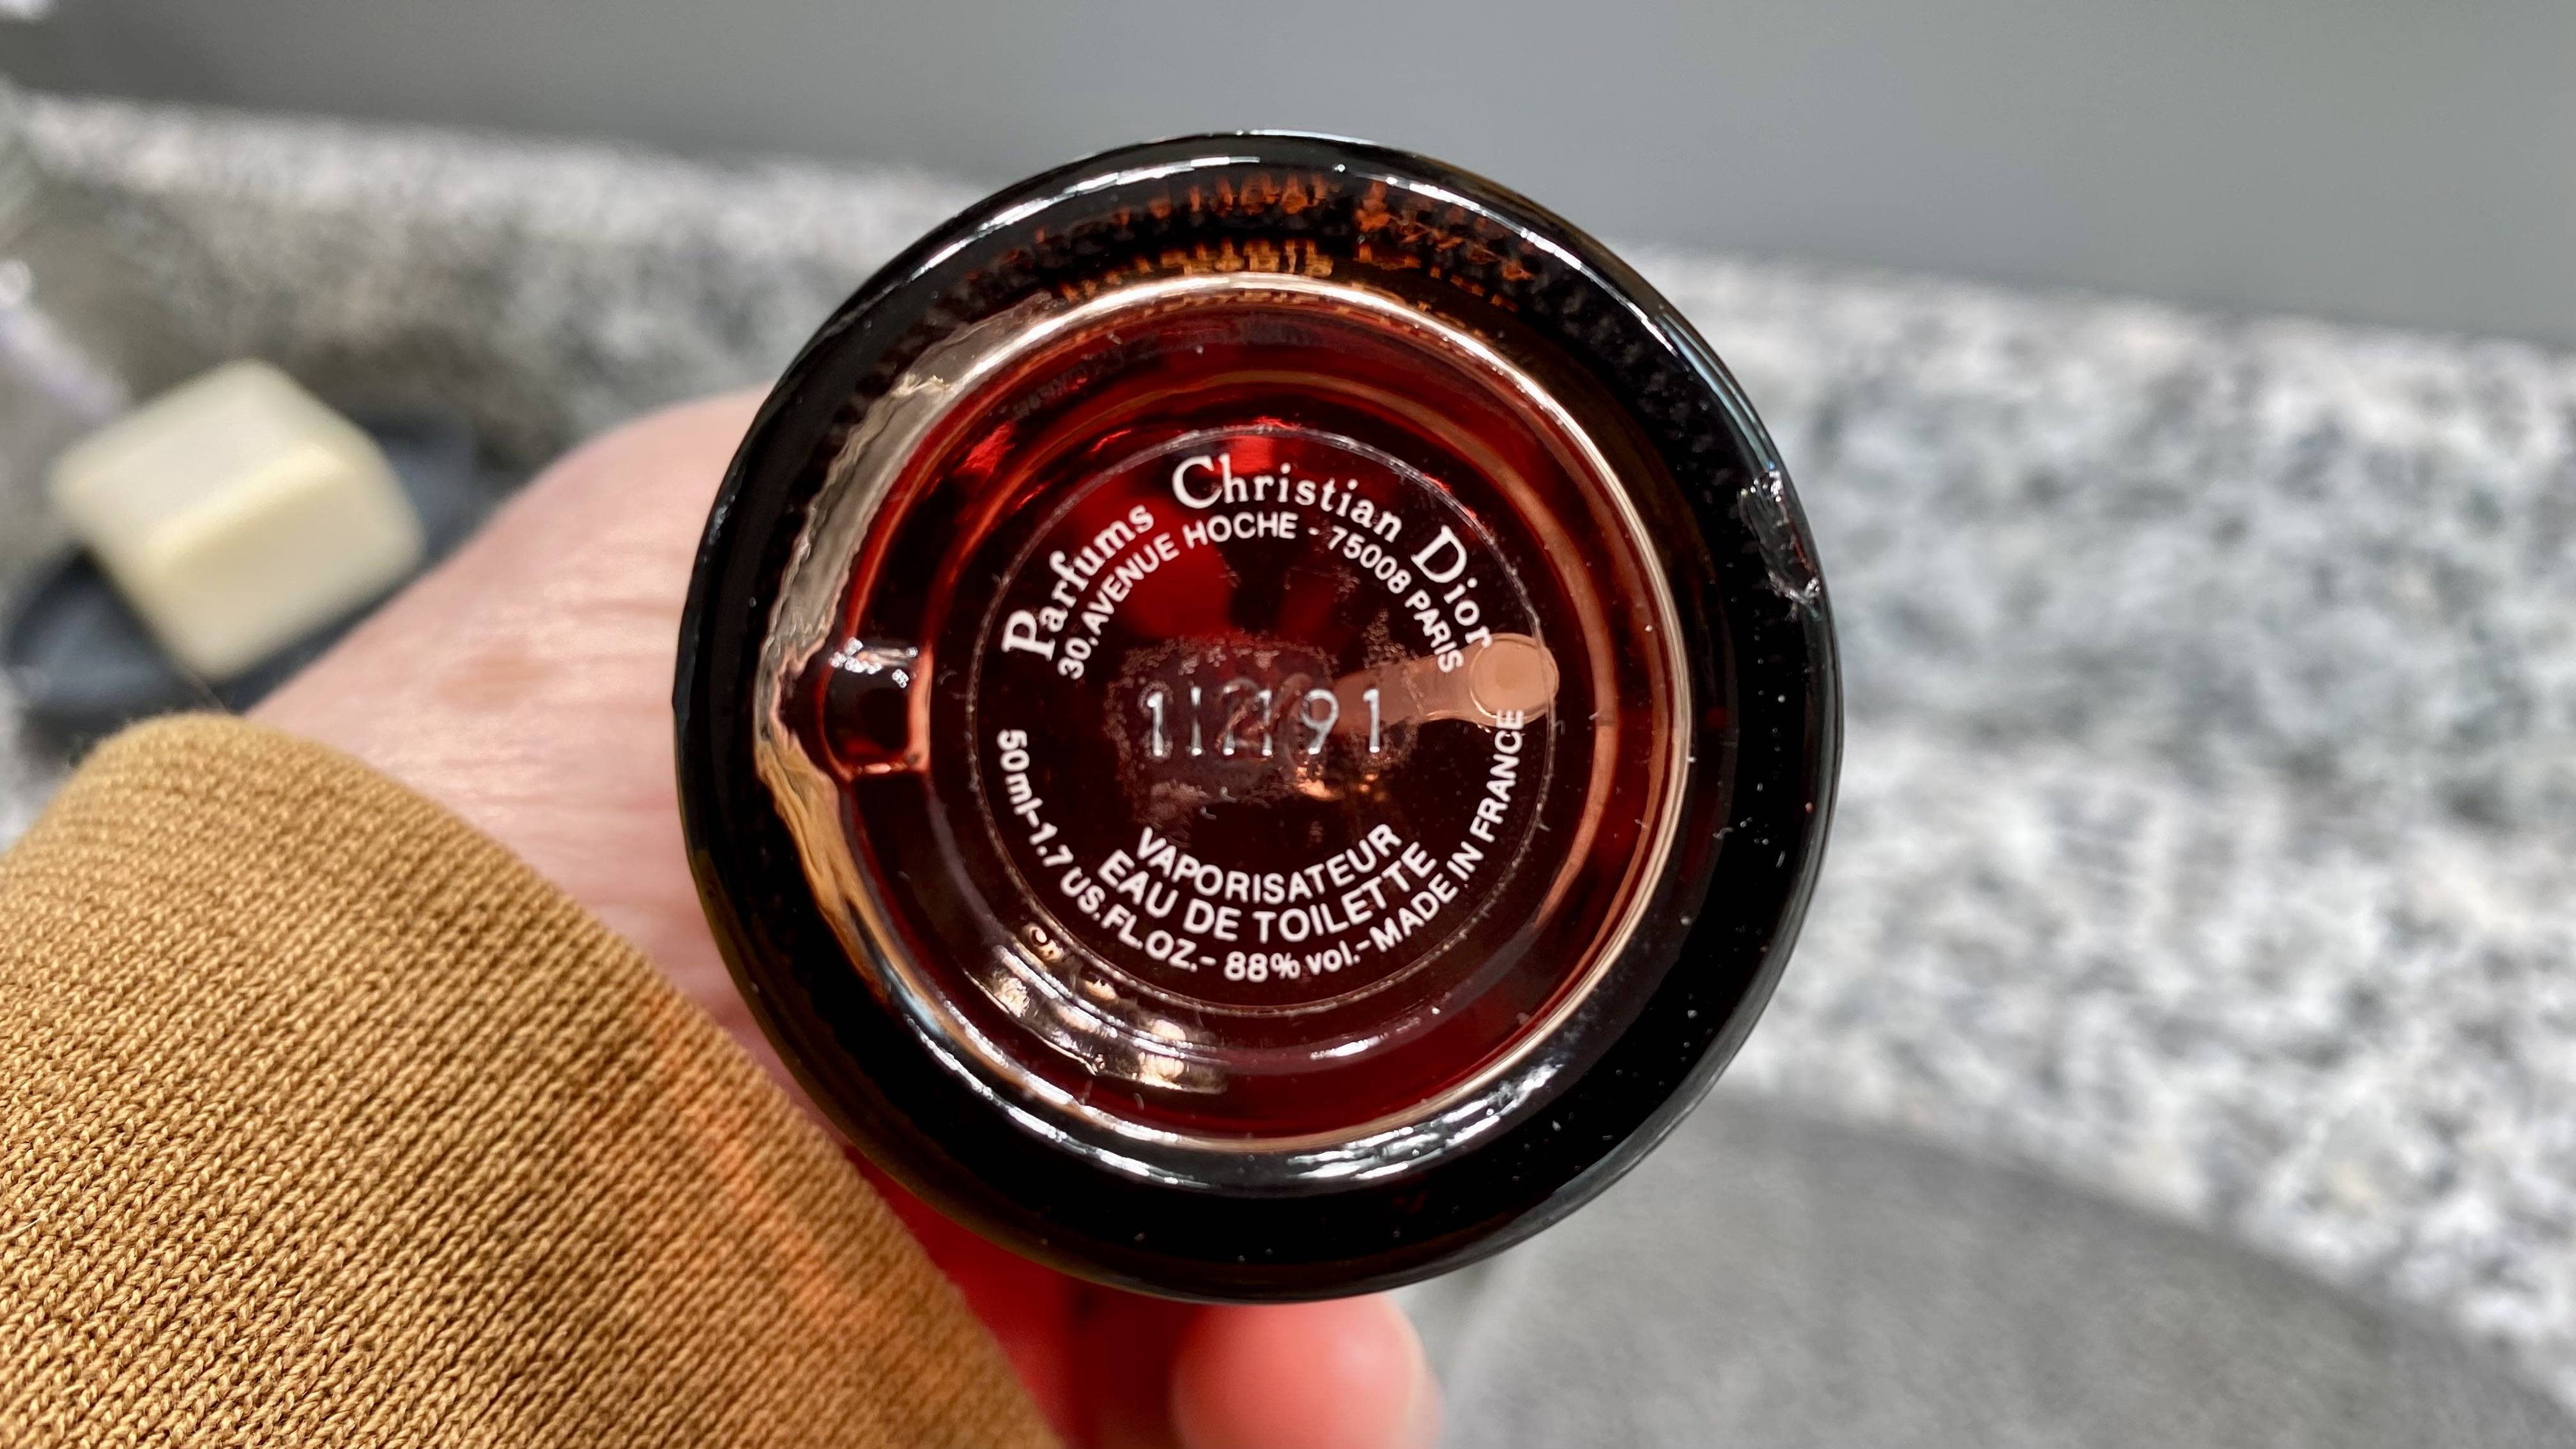 Parfums Christian Dior
30, AVENUE HOCHE - 75008 PARIS
VAPORISATEUR
EAU DE TOILETTE
50ml-1.7 US.FL.OZ.- 88% vol.-MADE IN FRANCE